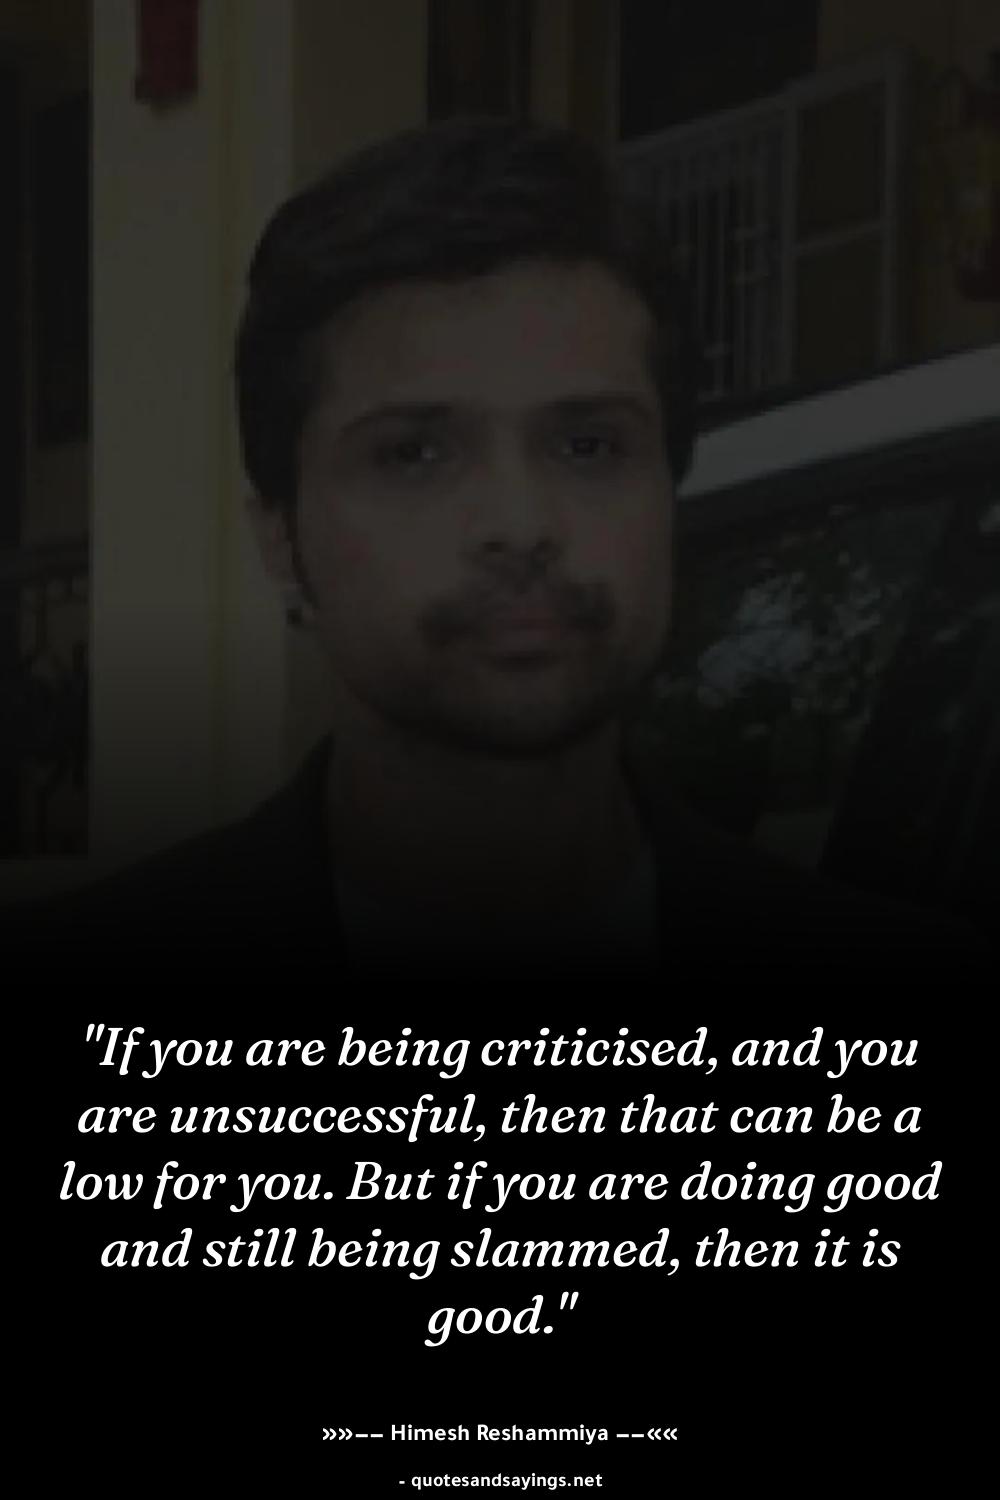 "If you are being criticised, and you
are unsuccessful, then that can be a
low for you. But if you are doing good
and still being slammed, then it is
good."
»»−− Himesh Reshammiya −−««
- quotesandsayings.net